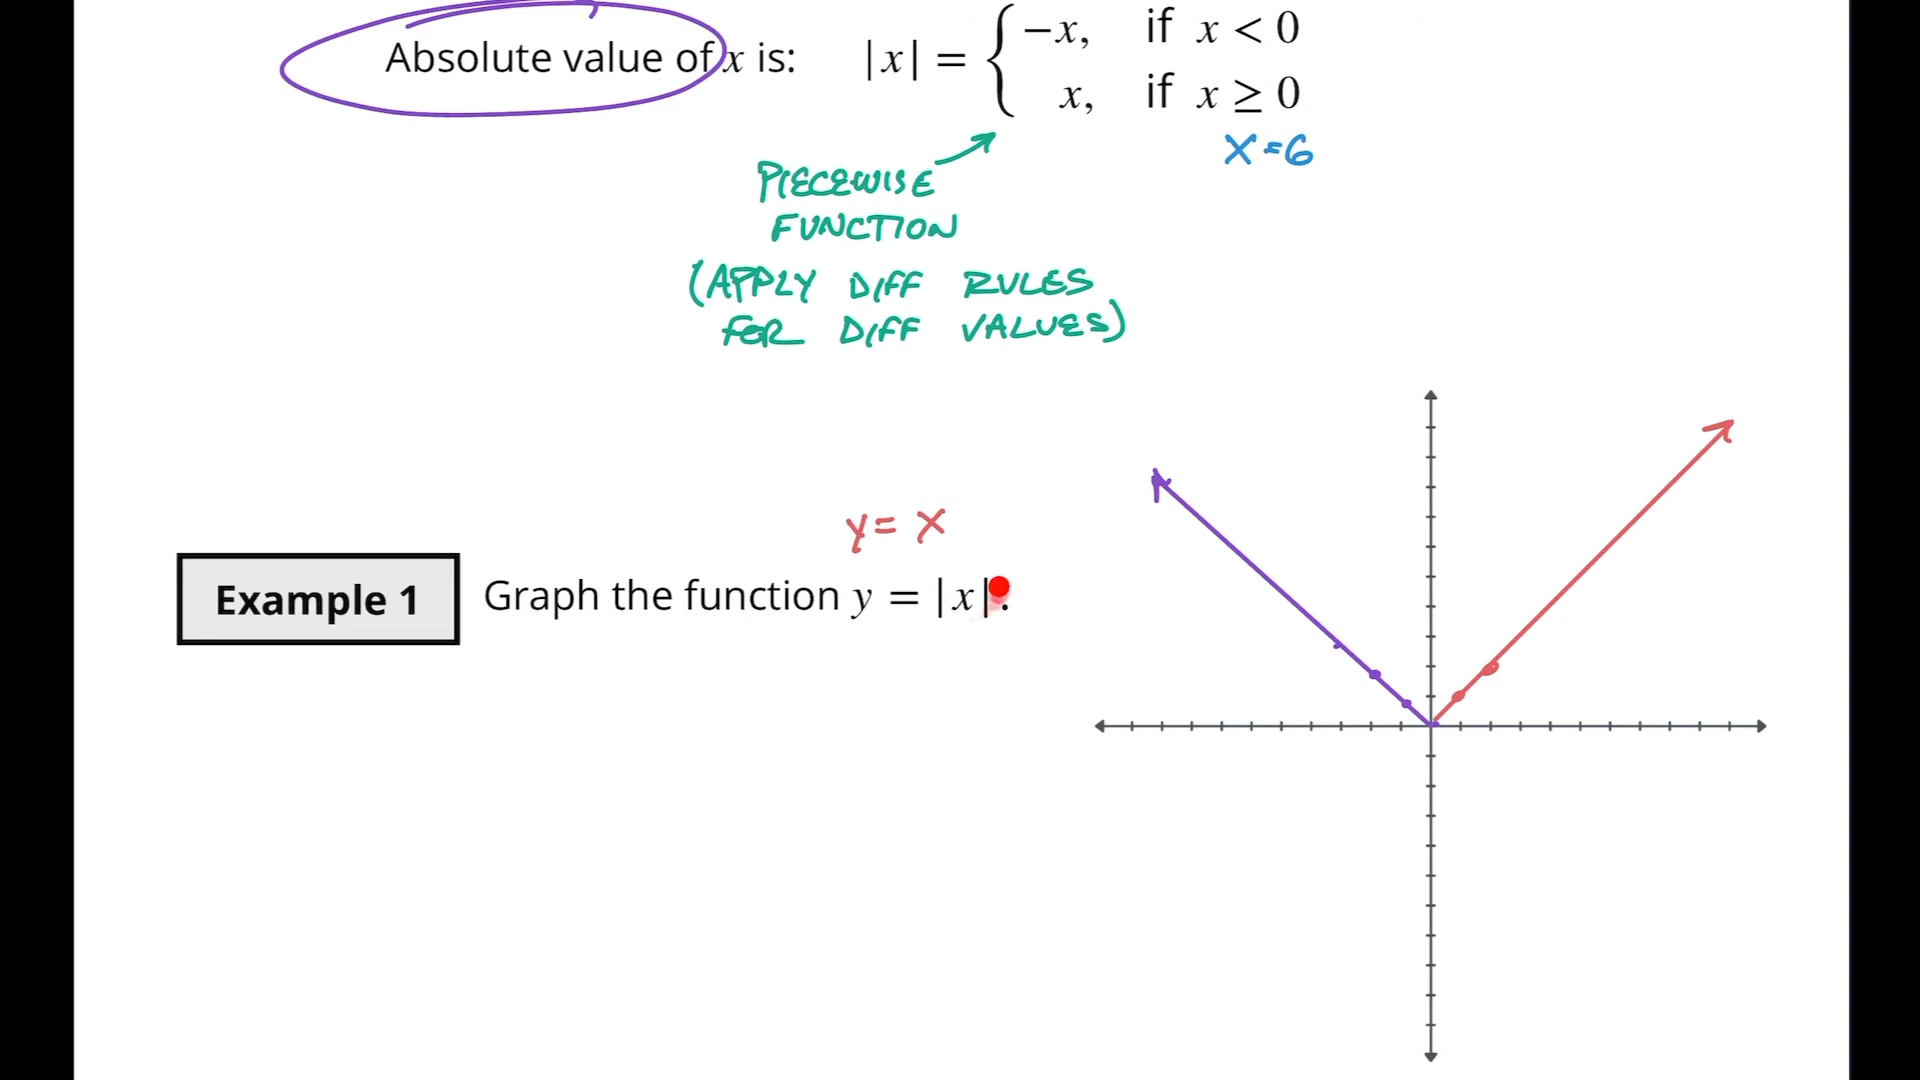 Absolute value of x is: |x| = { −x, if x < 0
x, if x ≥ 0
X=6
PIECEWISE
FUNCTION
(APPLY DIFF RULES
FOR DIFF VALUES)
y= x
Example 1 Graph the function y = |x|.